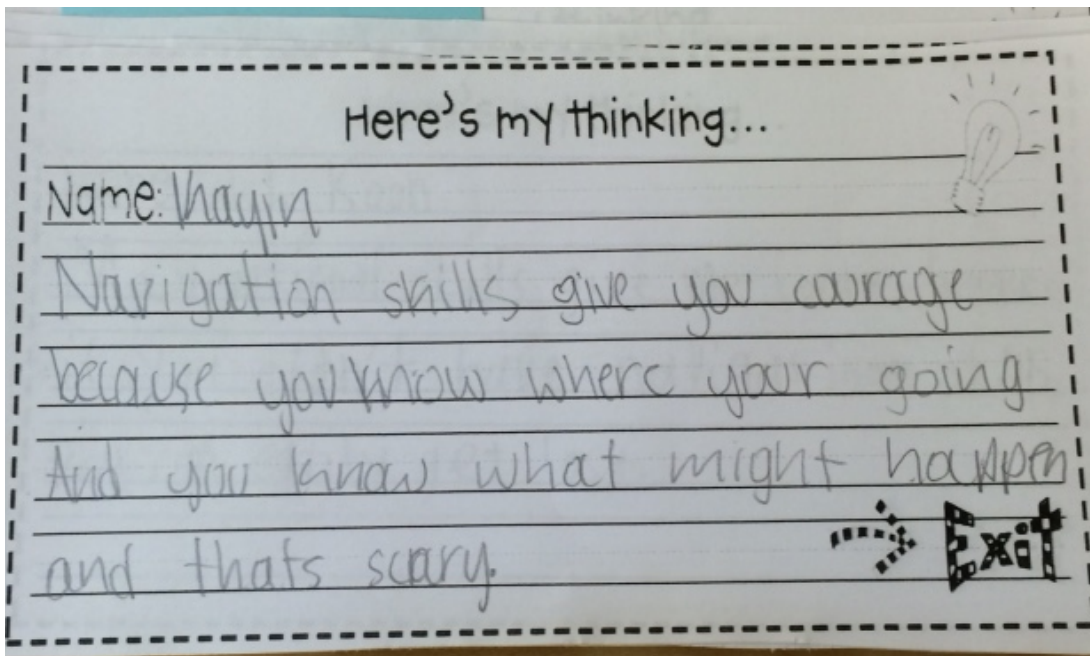 Here's my thinking...
Name: Kayin
Navigation skills give you courage
because you know where your going
And you know what might happen
and thats scary.
Exit